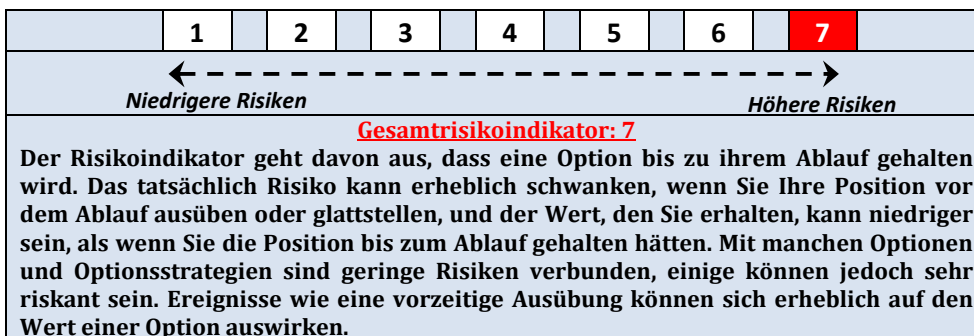 1 2 3 4 5 6 7
Niedrigere Risiken Höhere Risiken
Gesamtrisikoindikator: 7
Der Risikoindikator geht davon aus, dass eine Option bis zu ihrem Ablauf gehalten
wird. Das tatsächlich Risiko kann erheblich schwanken, wenn Sie Ihre Position vor
dem Ablauf ausüben oder glattstellen, und der Wert, den Sie erhalten, kann niedriger
sein, als wenn Sie die Position bis zum Ablauf gehalten hätten. Mit manchen Optionen
und Optionsstrategien sind geringe Risiken verbunden, einige können jedoch sehr
riskant sein. Ereignisse wie eine vorzeitige Ausübung können sich erheblich auf den
Wert einer Option auswirken.